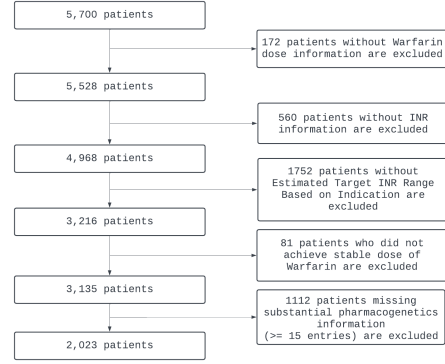 5,700 patients
172 patients without Warfarin
dose information are excluded
5,528 patients
560 patients without INR
information are excluded
4,968 patients
1752 patients without
Estimated Target INR Range
Based on Indication are
excluded
3,216 patients
81 patients who did not
achieve stable dose of
Warfarin are excluded
3,135 patients
1112 patients missing
substantial pharmacogenetics
information
(>= 15 entries) are excluded
2,023 patients